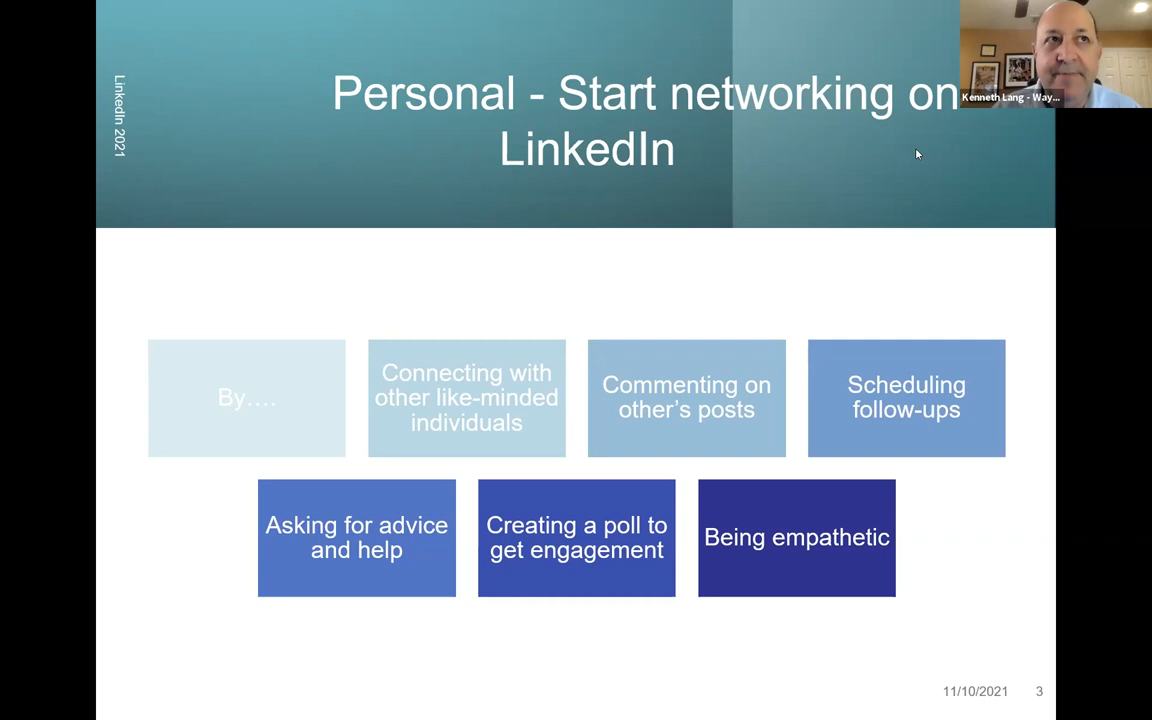 LinkedIn 2021
Personal - Start networking on
LinkedIn
Kenneth Lang - Way...
By….
Connecting with
other like-minded
individuals
Commenting on
other’s posts
Scheduling
follow-ups
Asking for advice
and help
Creating a poll to
get engagement
Being empathetic
11/10/2021
3